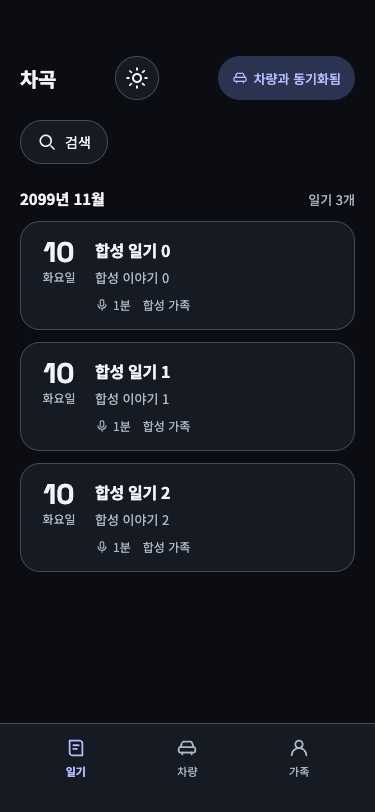 차곡
차량과 동기화됨
검색
2099년 11월
일기 3개
10
화요일
합성 일기 0
합성 이야기 0
1분 합성 가족
10
화요일
합성 일기 1
합성 이야기 1
1분 합성 가족
10
화요일
합성 일기 2
합성 이야기 2
1분 합성 가족
일기
차량
가족